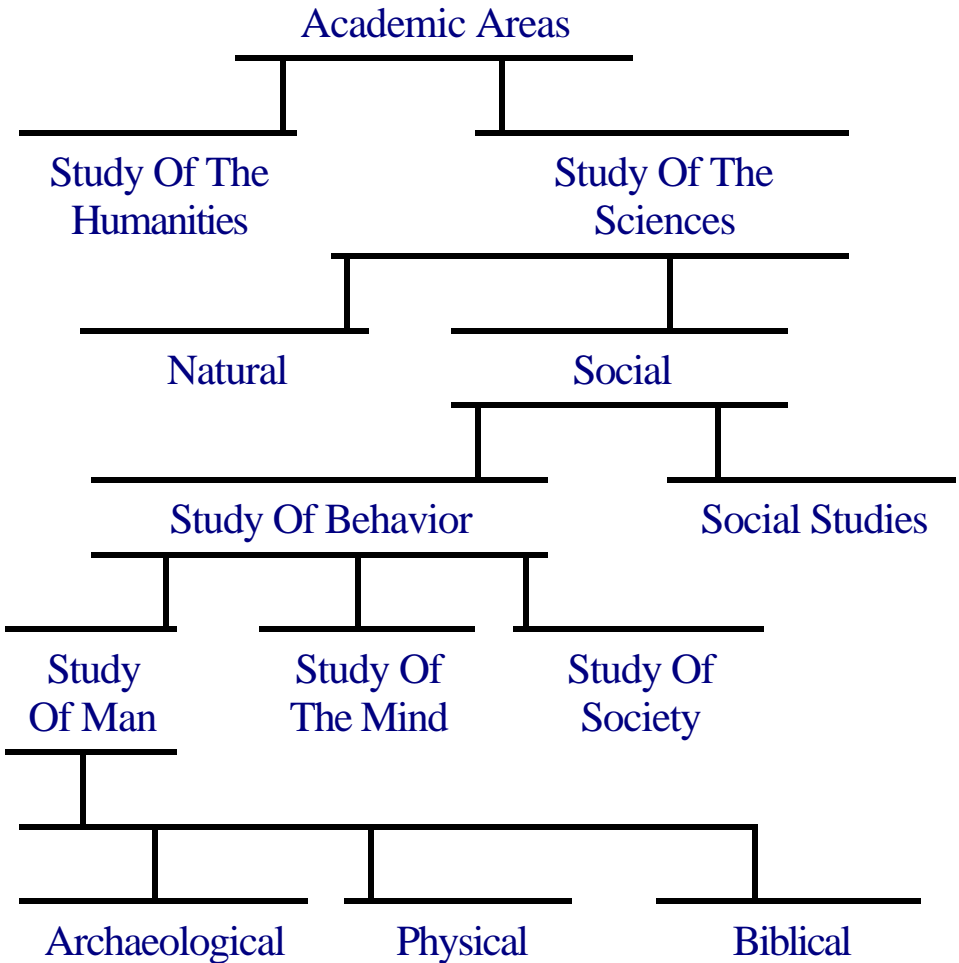 Academic Areas
Study Of The
Humanities
Study Of The
Sciences
Natural
Social
Study Of Behavior
Social Studies
Study
Of Man
Study Of
The Mind
Study Of
Society
Archaeological
Physical
Biblical